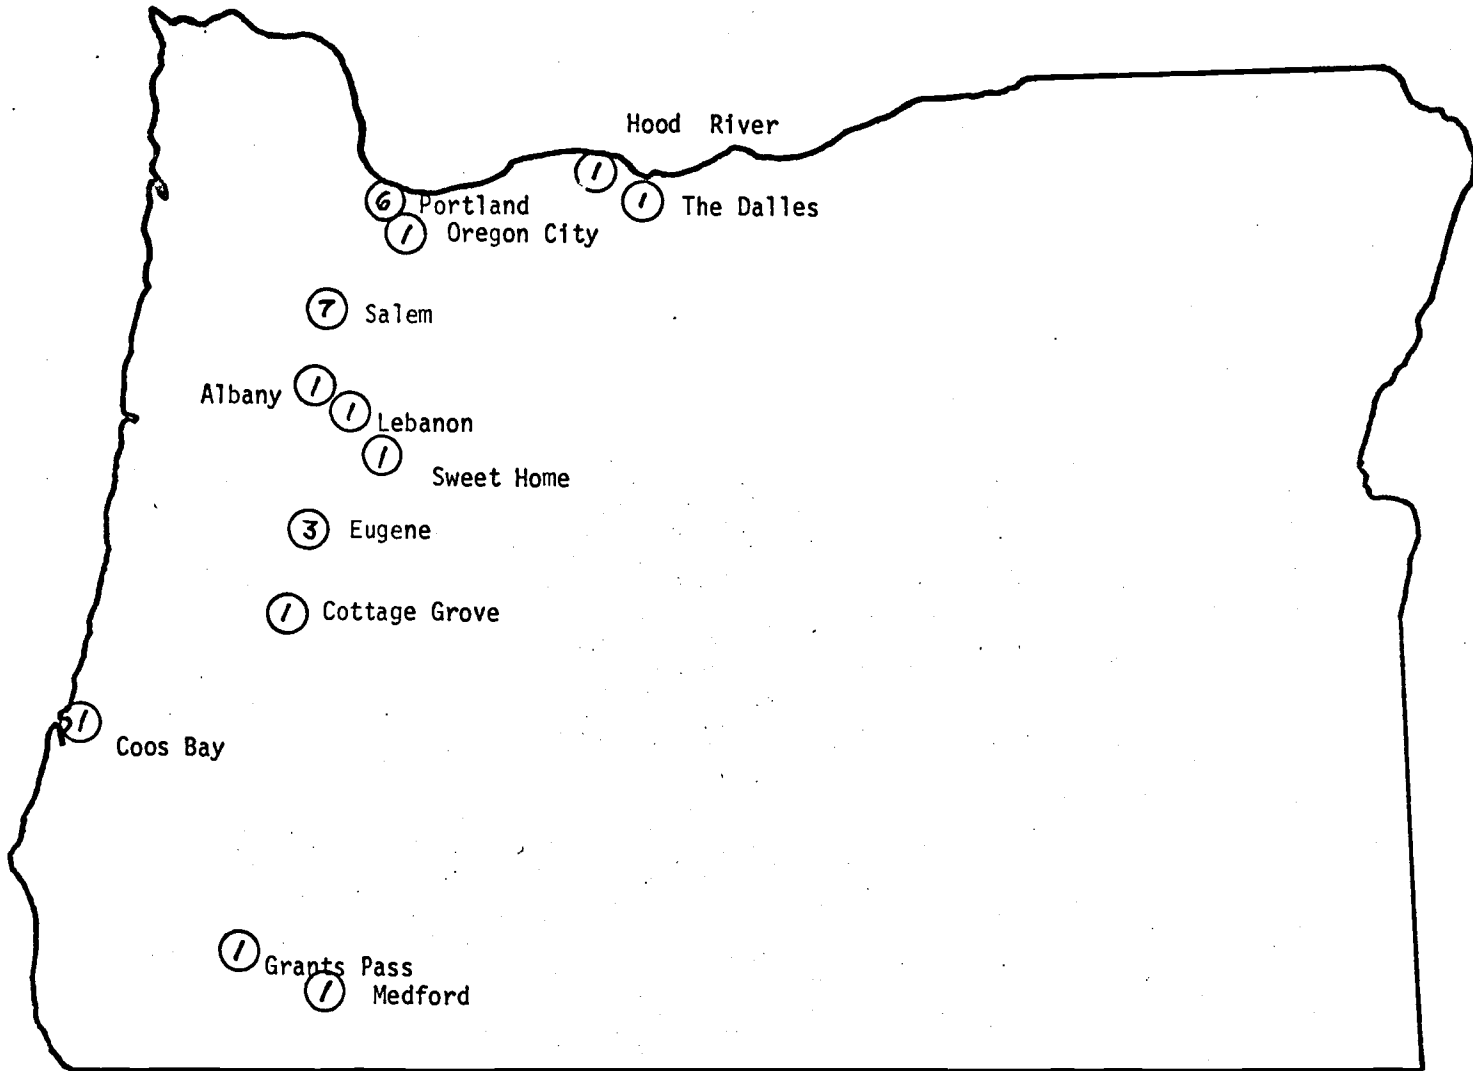 Hood River
1
6 Portland
1 The Dalles
1 Oregon City
7 Salem
Albany 1
1 Lebanon
1
Sweet Home
3 Eugene
1 Cottage Grove
1
Coos Bay
1
Grants Pass
1 Medford